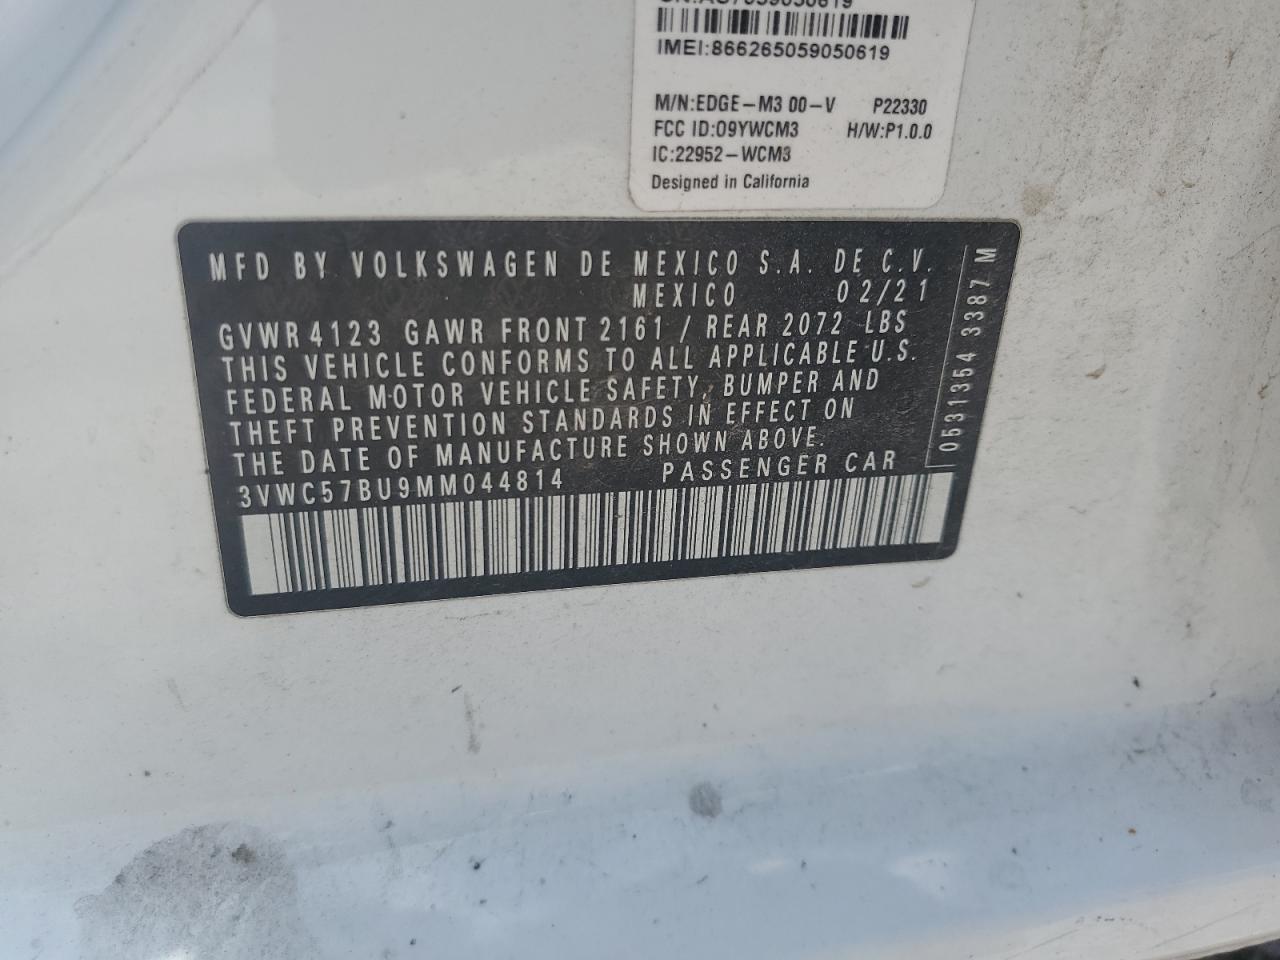 IMEI:866265059050619
M/N:EDGE-M3 00-V P22330
FCC ID:O9YWCM3 H/W:P1.0.0
IC:22952-WCM3
Designed in California
MFD BY VOLKSWAGEN DE MEXICO S.A. DE C.V.
MEXICO 02/21
GVWR 4123 GAWR FRONT 2161 / REAR 2072 LBS
THIS VEHICLE CONFORMS TO ALL APPLICABLE U.S.
FEDERAL MOTOR VEHICLE SAFETY, BUMPER AND
THEFT PREVENTION STANDARDS IN EFFECT ON
THE DATE OF MANUFACTURE SHOWN ABOVE.
3VWC57BU9MM044814 PASSENGER CAR
0531354 3387 M